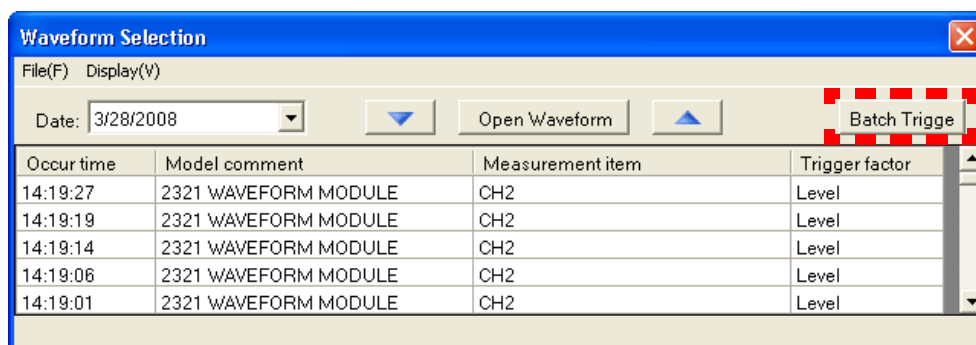 Waveform Selection
File(F) Display(V)
Date: 3/28/2008 Open Waveform Batch Trigge
Occur time Model comment Measurement item Trigger factor
14:19:27 2321 WAVEFORM MODULE CH2 Level
14:19:19 2321 WAVEFORM MODULE CH2 Level
14:19:14 2321 WAVEFORM MODULE CH2 Level
14:19:06 2321 WAVEFORM MODULE CH2 Level
14:19:01 2321 WAVEFORM MODULE CH2 Level